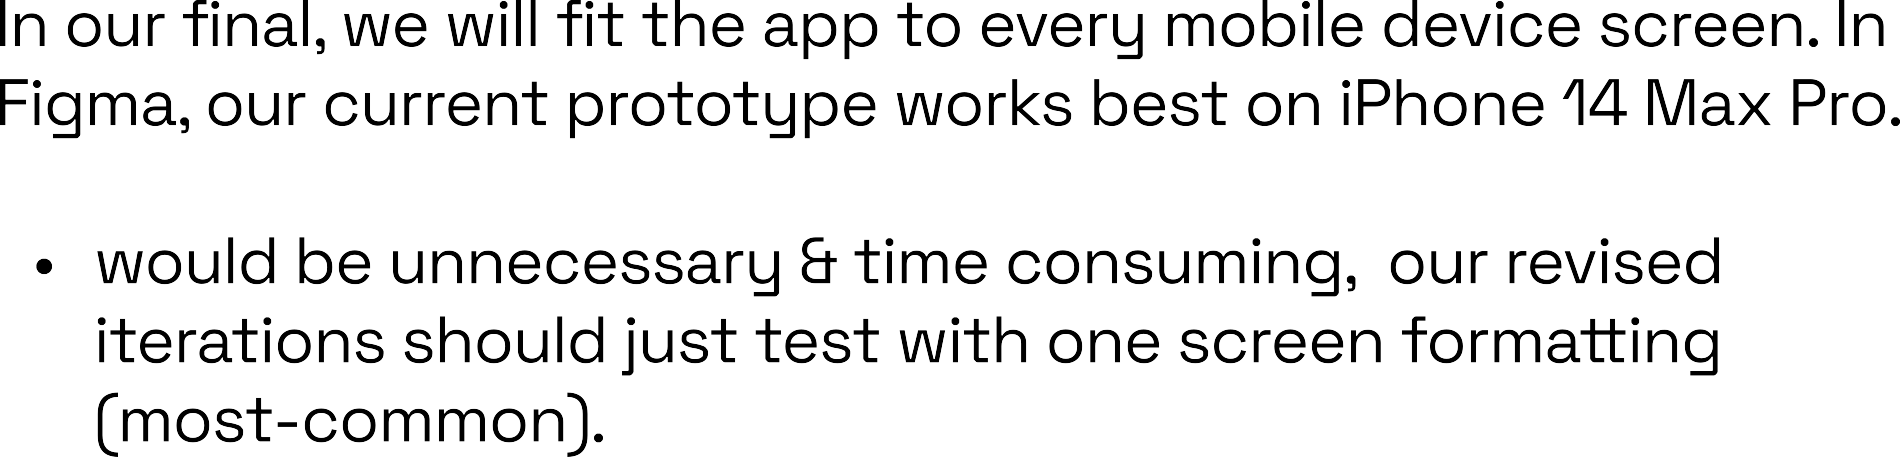 In our final, we will fit the app to every mobile device screen. In
Figma, our current prototype works best on iPhone 14 Max Pro.
• would be unnecessary & time consuming,  our revised
iterations should just test with one screen formatting
(most-common).